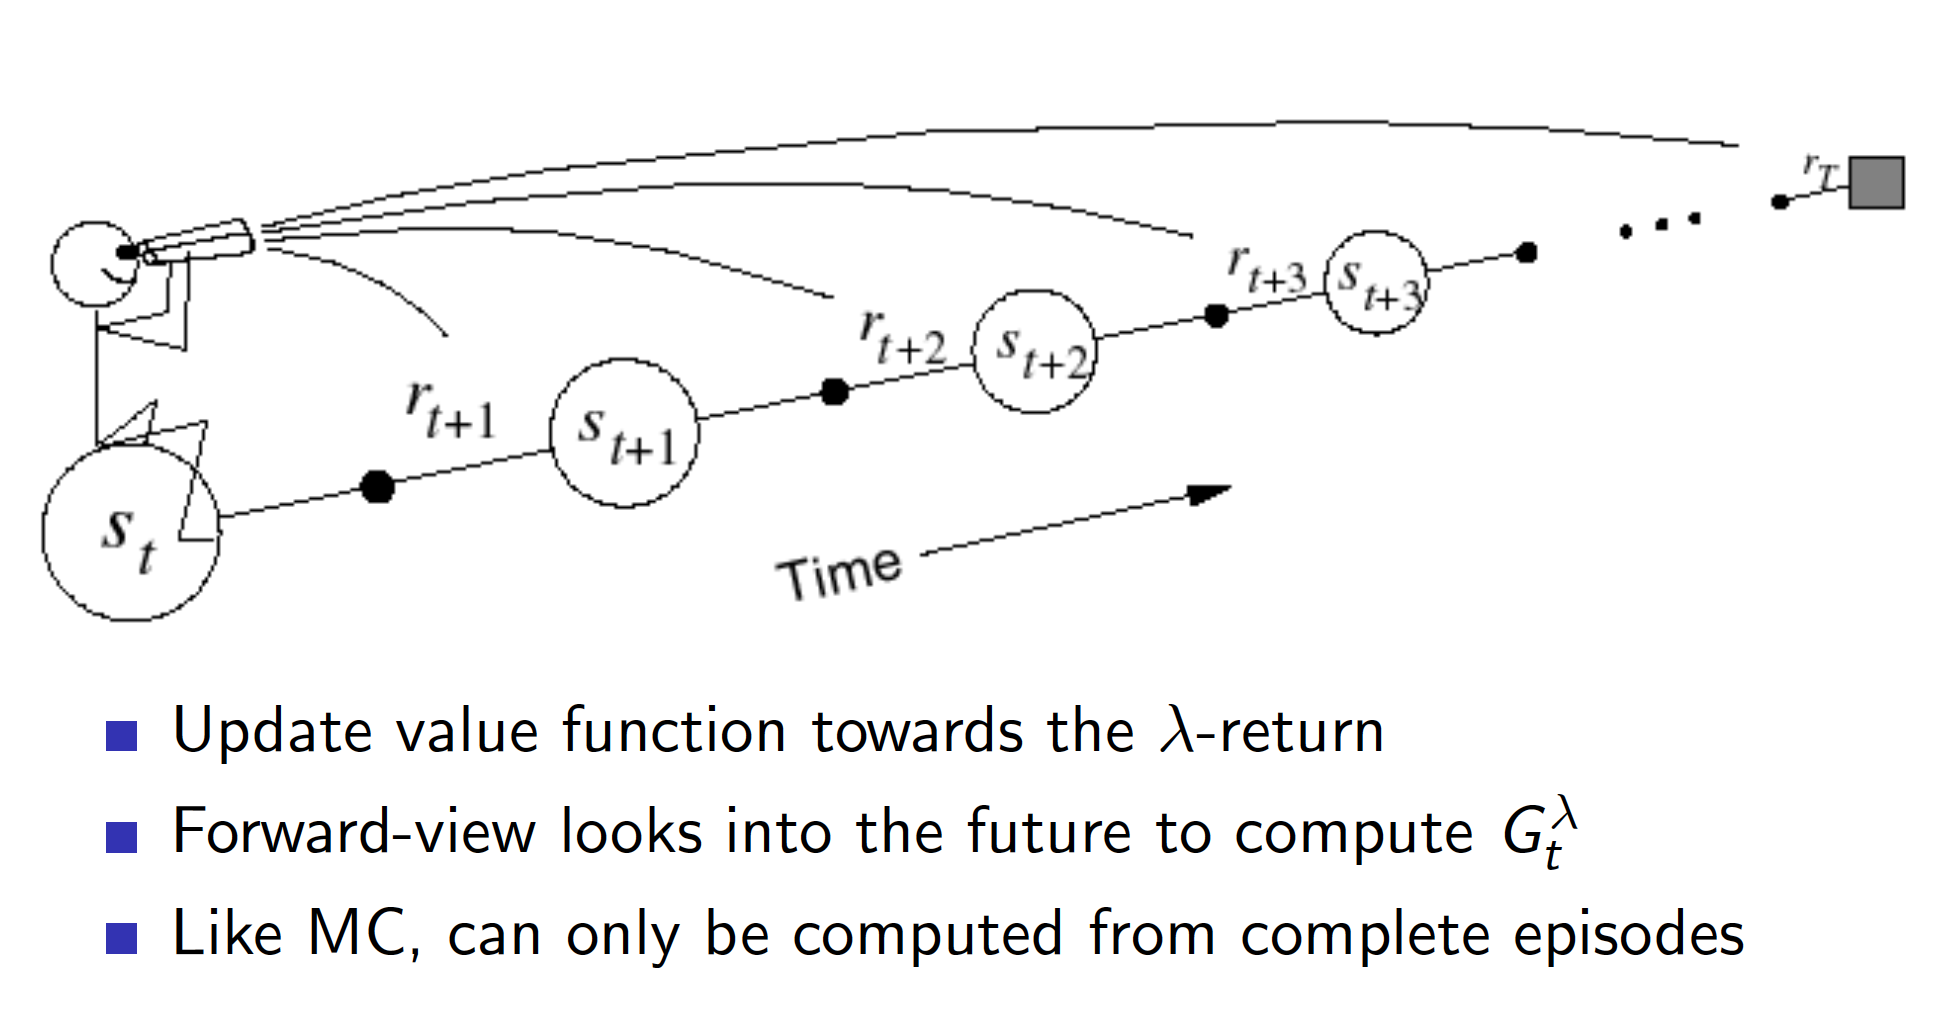 r_T
r_{t+3}
s_{t+3}
r_{t+2}
s_{t+2}
r_{t+1}
s_{t+1}
s_t
Time
Update value function towards the λ-return
Forward-view looks into the future to compute G_t^λ
Like MC, can only be computed from complete episodes